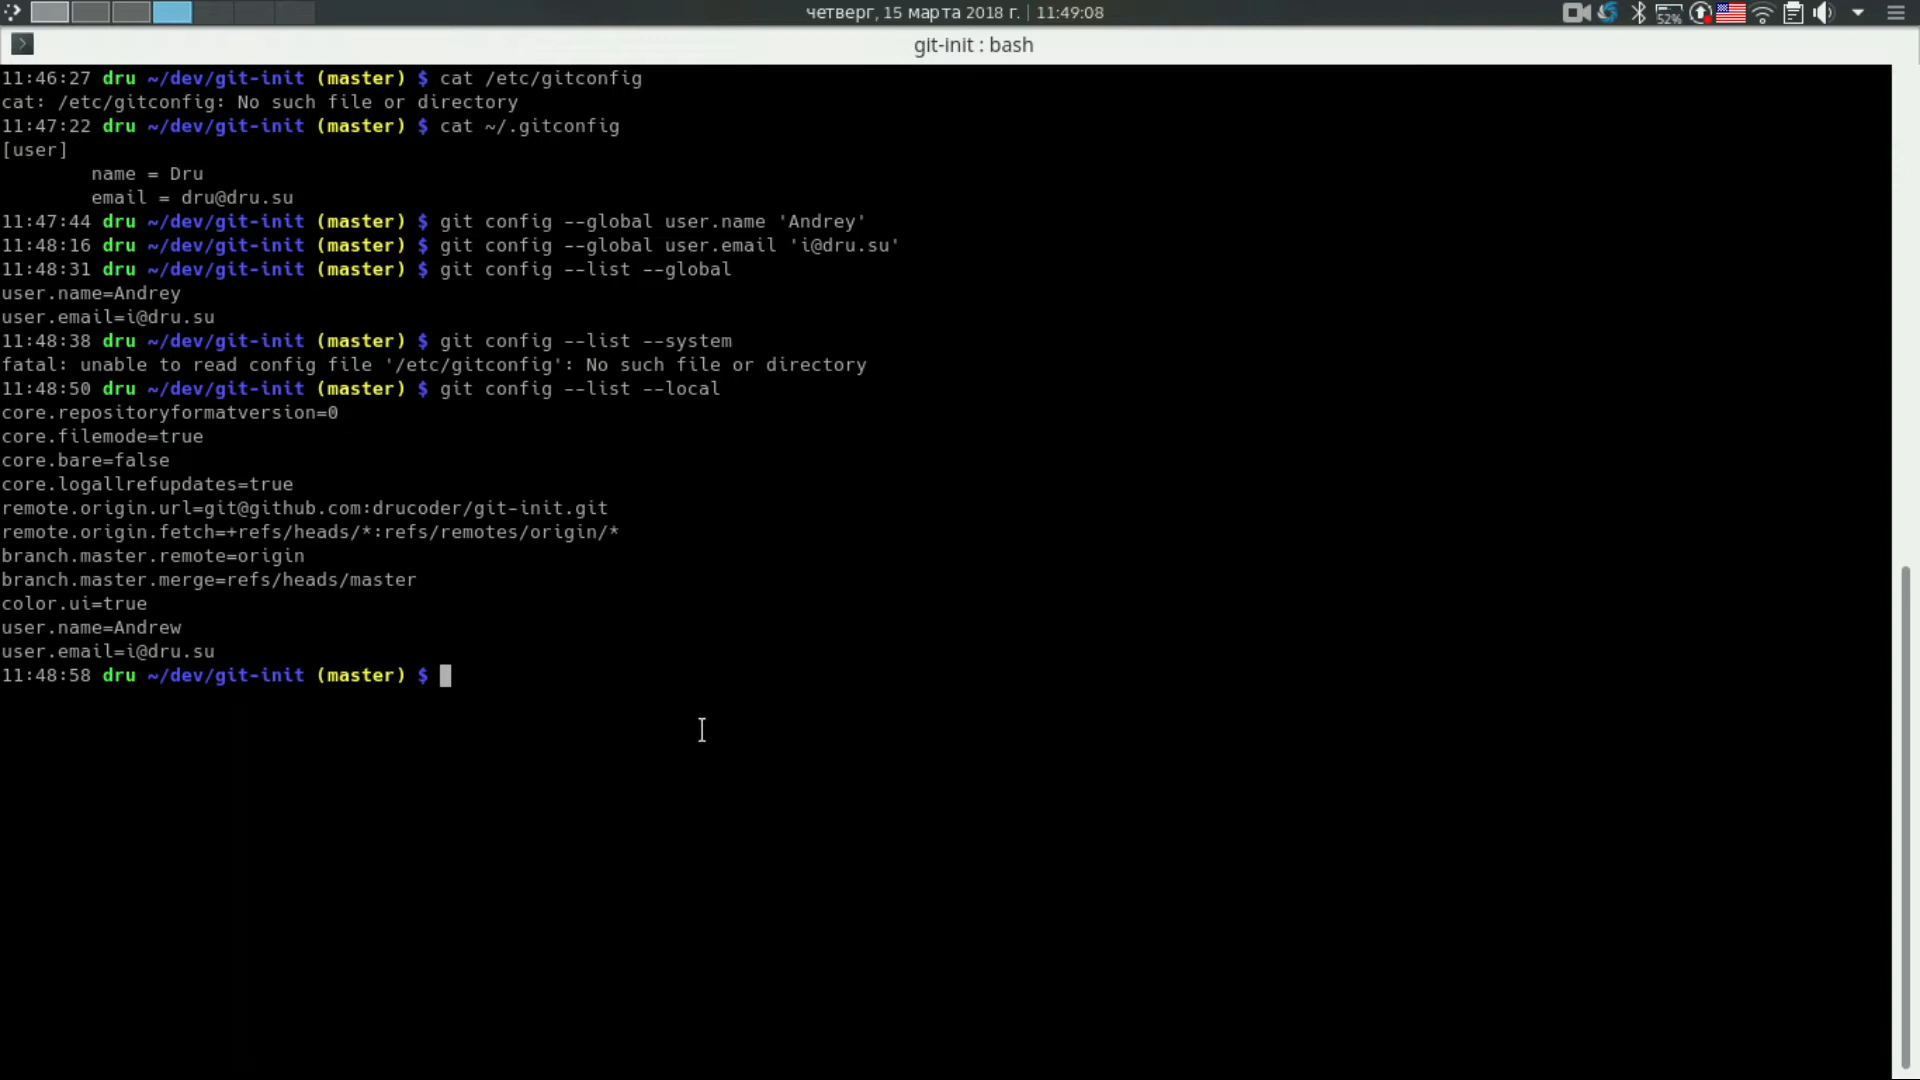 четверг, 15 марта 2018 г. | 11:49:08
52%
git-init : bash
11:46:27 dru ~/dev/git-init (master) $ cat /etc/gitconfig
cat: /etc/gitconfig: No such file or directory
11:47:22 dru ~/dev/git-init (master) $ cat ~/.gitconfig
[user]
        name = Dru
        email = dru@dru.su
11:47:44 dru ~/dev/git-init (master) $ git config --global user.name 'Andrey'
11:48:16 dru ~/dev/git-init (master) $ git config --global user.email 'i@dru.su'
11:48:31 dru ~/dev/git-init (master) $ git config --list --global
user.name=Andrey
user.email=i@dru.su
11:48:38 dru ~/dev/git-init (master) $ git config --list --system
fatal: unable to read config file '/etc/gitconfig': No such file or directory
11:48:50 dru ~/dev/git-init (master) $ git config --list --local
core.repositoryformatversion=0
core.filemode=true
core.bare=false
core.logallrefupdates=true
remote.origin.url=git@github.com:drucoder/git-init.git
remote.origin.fetch=+refs/heads/*:refs/remotes/origin/*
branch.master.remote=origin
branch.master.merge=refs/heads/master
color.ui=true
user.name=Andrew
user.email=i@dru.su
11:48:58 dru ~/dev/git-init (master) $